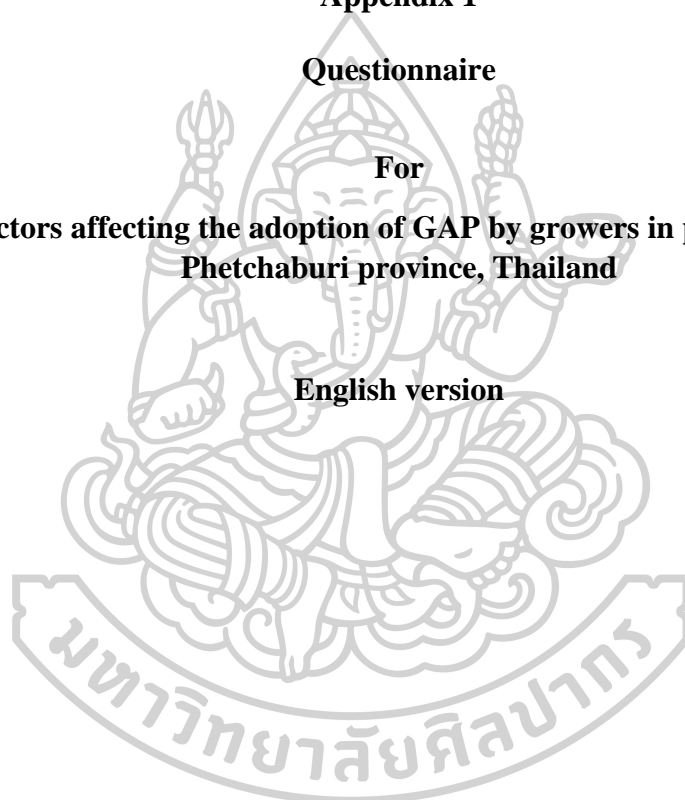 Appendix 1
Questionnaire
For
ctors affecting the adoption of GAP by growers in p
Phetchaburi province, Thailand
English version
มหาวิทยาลัยศิลปากร